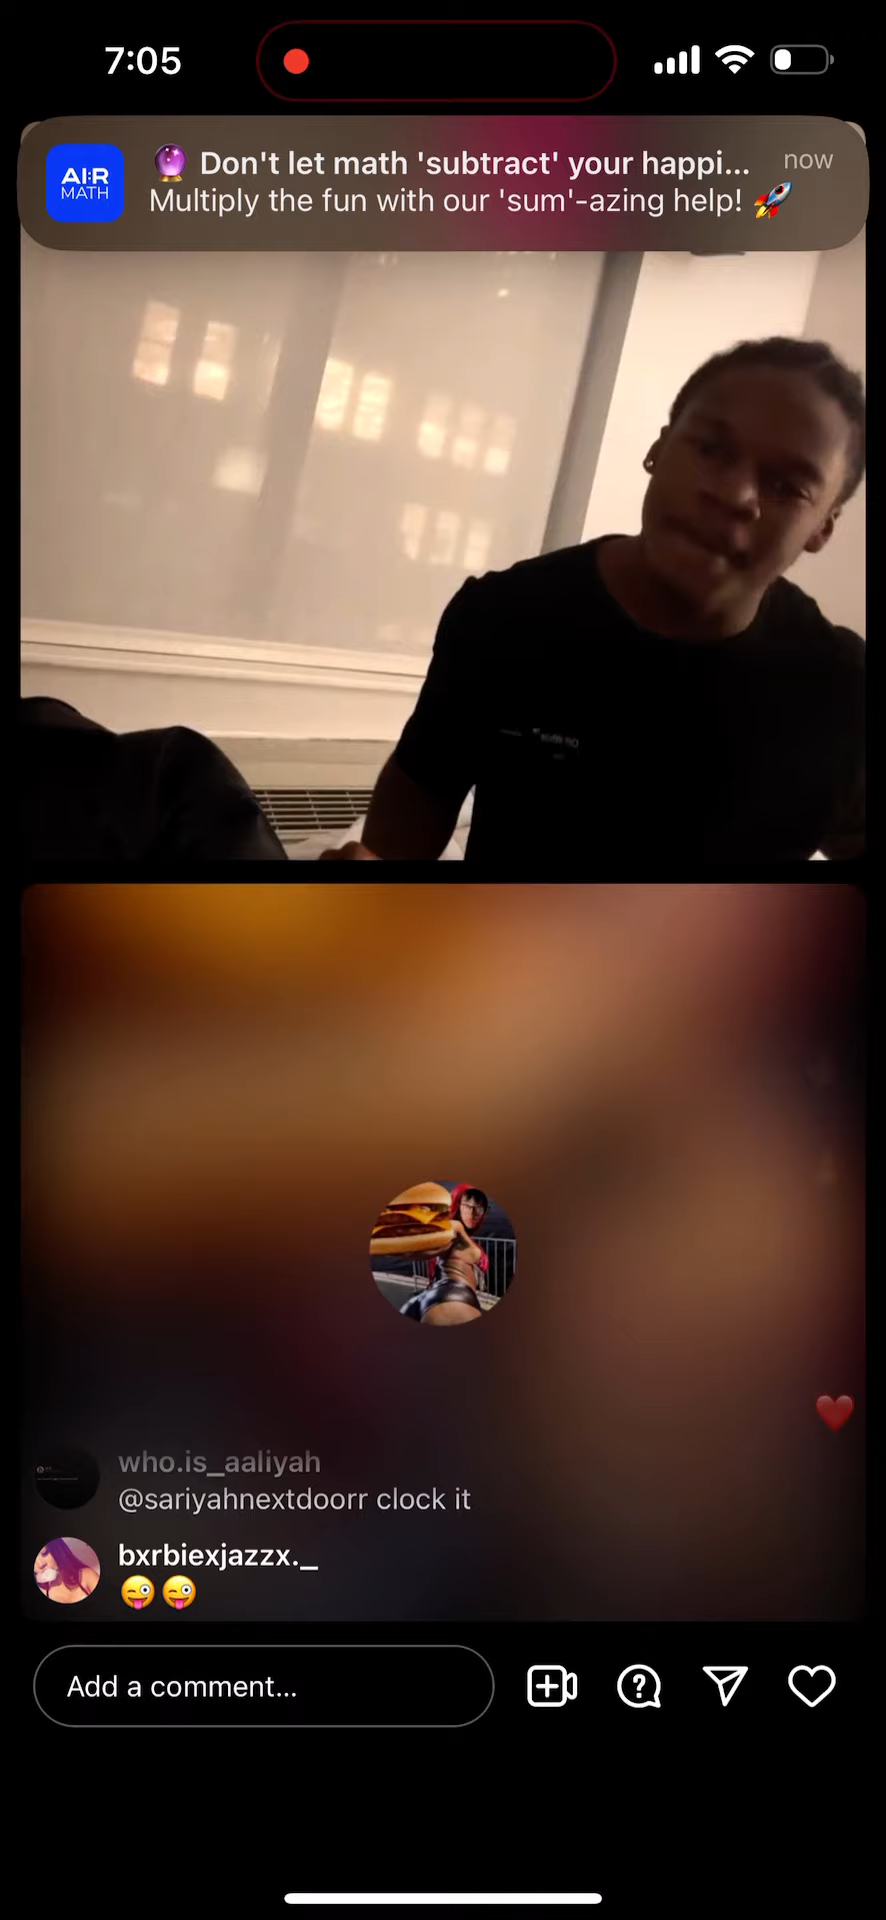 7:05
AI:R
MATH
🔮 Don't let math 'subtract' your happi...
now
Multiply the fun with our 'sum'-azing help! 🚀
who.is_aaliyah
@sariyahnextdoorr clock it
bxrbiexjazzx._
😜😜
Add a comment...